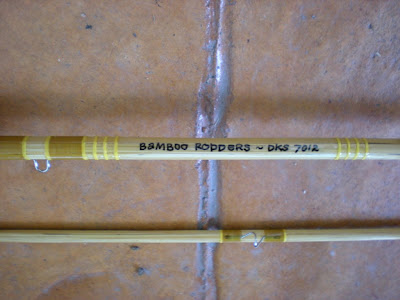 BAMBOO RODDERS ~ DKS 7012